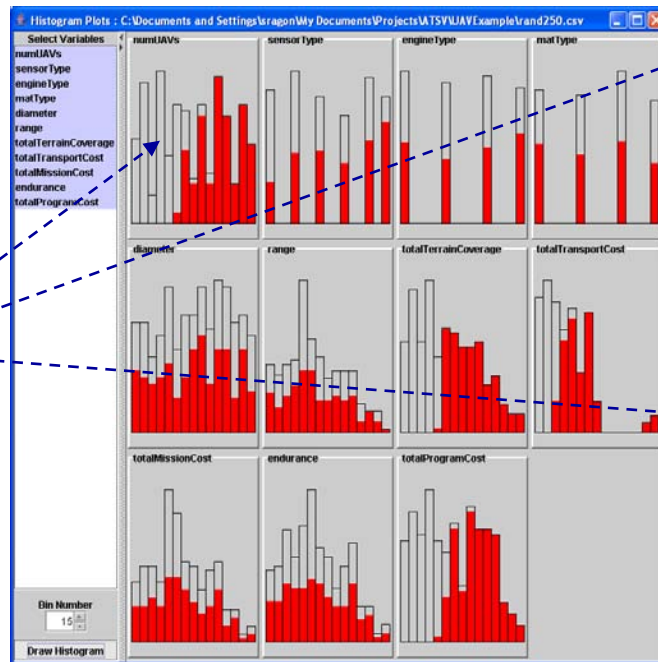 Histogram Plots : C:\Documents and Settings\sragon\My Documents\Projects\ATSV\UAVExample\rand250.csv
Select Variables
numUAVs
sensorType
engineType
matType
diameter
range
totalTerrainCoverage
totalTransportCost
totalMissionCost
endurance
totalProgramCost
Bin Number
15
Draw Histogram
numUAVs
sensorType
engineType
matType
diameter
range
totalTerrainCoverage
totalTransportCost
totalMissionCost
endurance
totalProgramCost